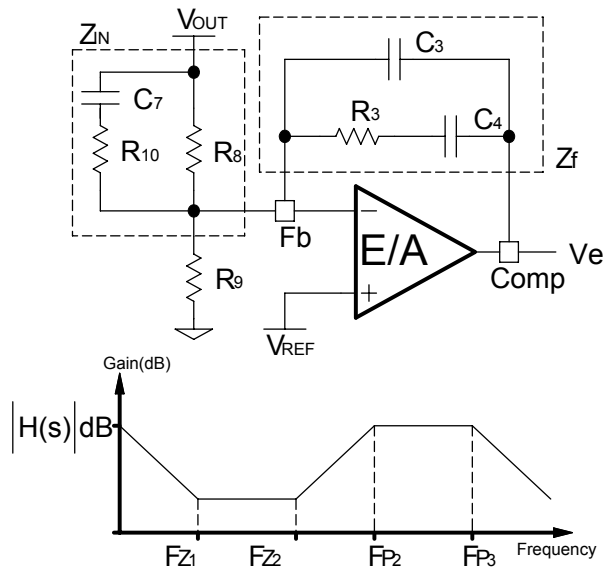 VOUT
ZIN
C7
R10
R8
R9
C3
R3
C4
Zf
Fb
E/A
Ve
Comp
VREF
Gain(dB)
|H(s)|dB
FZ1 FZ2 FP2 FP3 Frequency